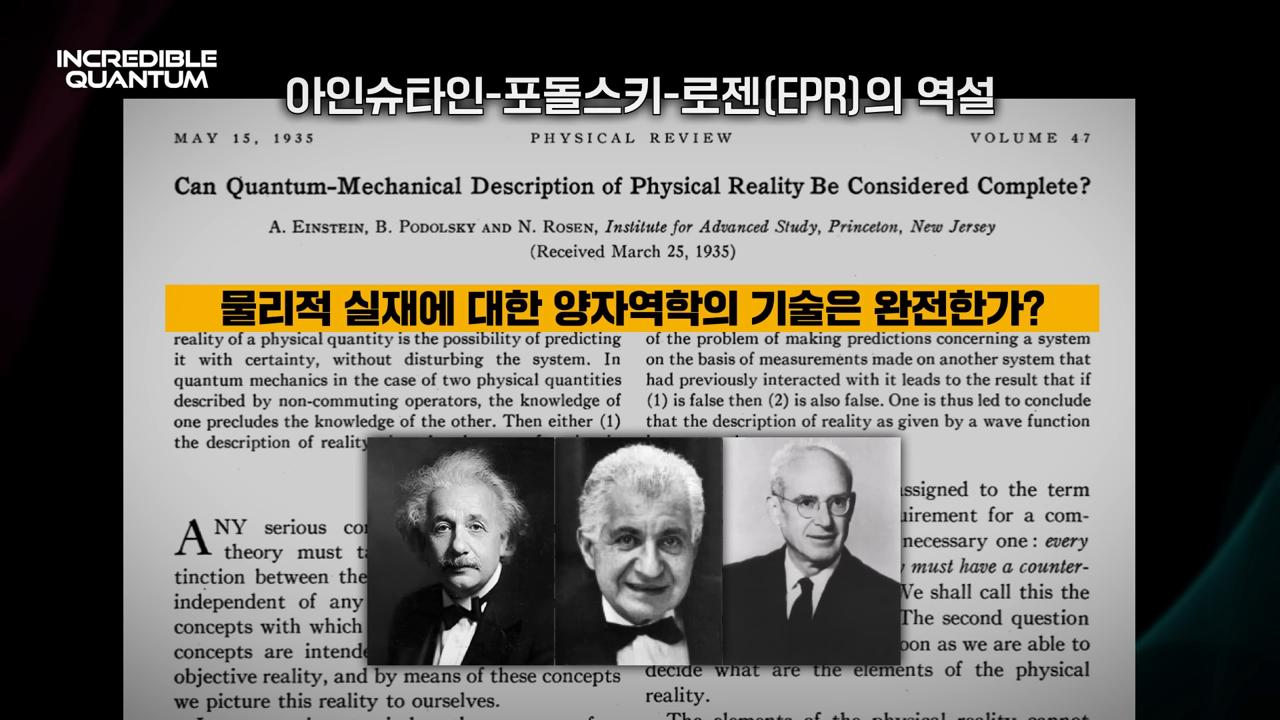 INCREDIBLE
QUANTUM
아인슈타인-포돌스키-로젠(EPR)의 역설
MAY 15, 1935 PHYSICAL REVIEW VOLUME 47
Can Quantum-Mechanical Description of Physical Reality Be Considered Complete?
A. EINSTEIN, B. PODOLSKY AND N. ROSEN, Institute for Advanced Study, Princeton, New Jersey
(Received March 25, 1935)
물리적 실재에 대한 양자역학의 기술은 완전한가?
reality of a physical quantity is the possibility of predicting
it with certainty, without disturbing the system. In
quantum mechanics in the case of two physical quantities
described by non-commuting operators, the knowledge of
one precludes the knowledge of the other. Then either (1)
the description of reality
of the problem of making predictions concerning a system
on the basis of measurements made on another system that
had previously interacted with it leads to the result that if
(1) is false then (2) is also false. One is thus led to conclude
that the description of reality as given by a wave function
ANY serious
theory must
tinction between the
independent of any
concepts with which
concepts are
objective reality, and by means of these concepts
we picture this reality to ourselves.
assigned to the term
for a com-
necessary one: every
must have a counter-
We shall call this the
The second question
soon as we are able to
decide what are the elements of the physical
reality.
The elements of the physical reality cannot